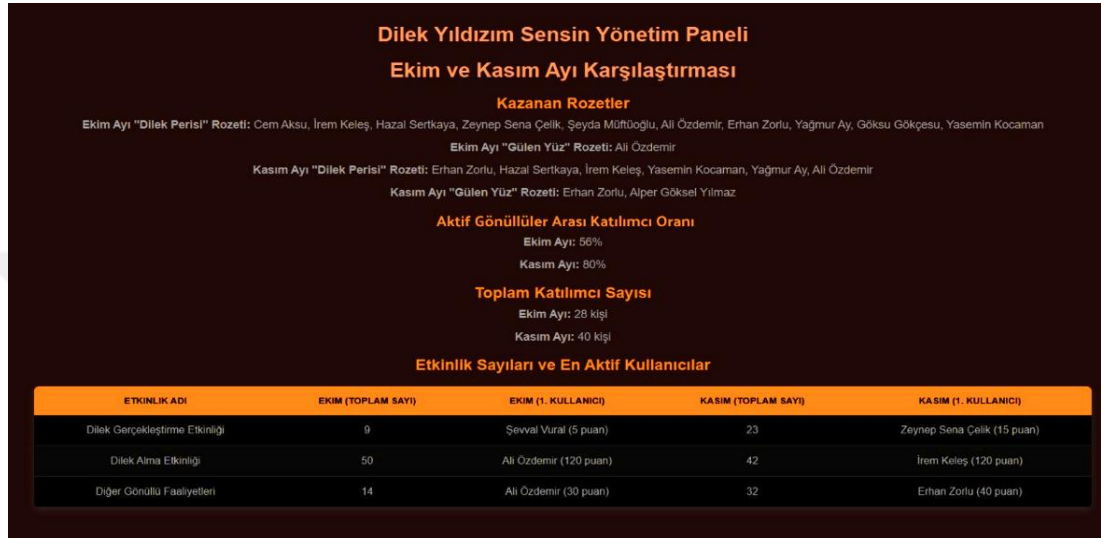 Dilek Yıldızım Sensin Yönetim Paneli
Ekim ve Kasım Ayı Karşılaştırması
Kazanan Rozetler
Ekim Ayı "Dilek Perisi" Rozeti: Cem Aksu, İrem Keleş, Hazal Sertkaya, Zeynep Sena Çelik, Şeyda Müftüoğlu, Ali Özdemir, Erhan Zorlu, Yağmur Ay, Göksu Gökçesu, Yasemin Kocaman
Ekim Ayı "Gülen Yüz" Rozeti: Ali Özdemir
Kasım Ayı "Dilek Perisi" Rozeti: Erhan Zorlu, Hazal Sertkaya, İrem Keleş, Yasemin Kocaman, Yağmur Ay, Ali Özdemir
Kasım Ayı "Gülen Yüz" Rozeti: Erhan Zorlu, Alper Göksel Yılmaz
Aktif Gönüllüler Arası Katılımcı Oranı
Ekim Ayı: 56%
Kasım Ayı: 80%
Toplam Katılımcı Sayısı
Ekim Ayı: 28 kişi
Kasım Ayı: 40 kişi
Etkinlik Sayıları ve En Aktif Kullanıcılar
ETKINLIK ADI EKIM (TOPLAM SAYI) EKIM (1. KULLANICI) KASIM (TOPLAM SAYI) KASIM (1. KULLANICI)
Dilek Gerçekleştirme Etkinliği 9 Şevval Vural (5 puan) 23 Zeynep Sena Çelik (15 puan)
Dilek Alma Etkinliği 50 Ali Özdemir (120 puan) 42 İrem Keleş (120 puan)
Diğer Gönüllü Faaliyetleri 14 Ali Özdemir (30 puan) 32 Erhan Zorlu (40 puan)